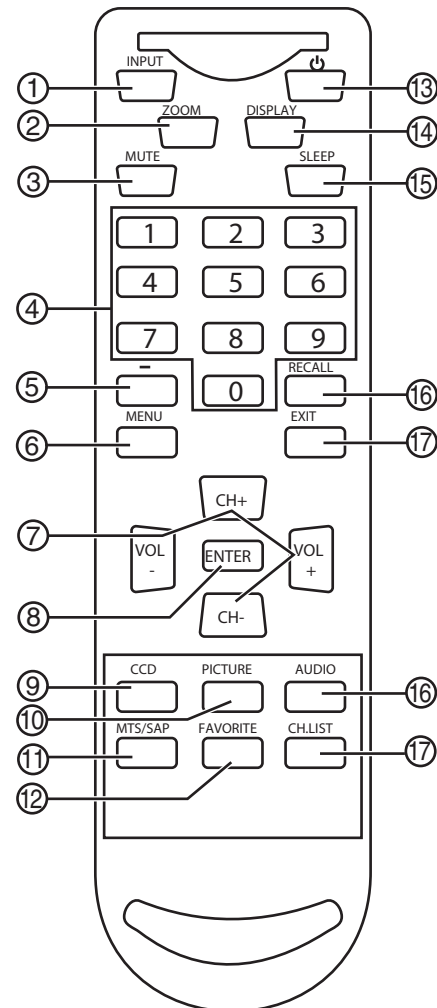 INPUT
① ⑬
ZOOM DISPLAY
② ⑭
MUTE SLEEP
③ ⑮
1 2 3
4 5 6
④
7 8 9
– RECALL
⑤ 0 ⑯
MENU EXIT
⑥ ⑰
CH+
⑦
VOL - ENTER VOL +
⑧
CH-
CCD PICTURE AUDIO
⑨ ⑯
⑩
MTS/SAP FAVORITE CH.LIST
⑪ ⑰
⑫